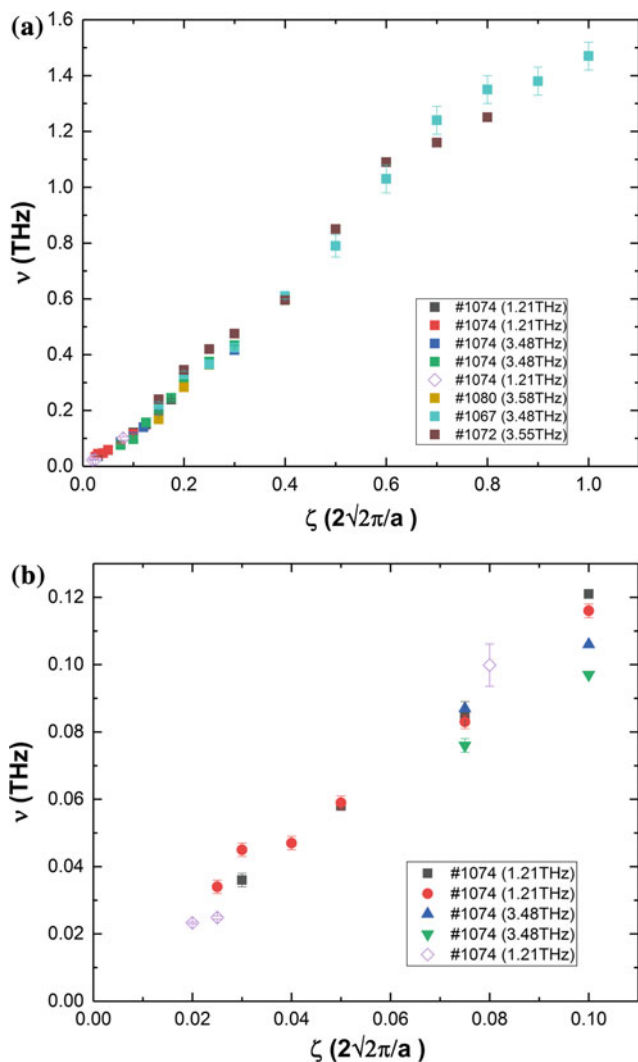 (a)
1.6
1.4
1.2
1.0
0.8
0.6
0.4
0.2
0.0
ν (THz)
#1074 (1.21THz)
#1074 (1.21THz)
#1074 (3.48THz)
#1074 (3.48THz)
#1074 (1.21THz)
#1080 (3.58THz)
#1067 (3.48THz)
#1072 (3.55THz)
0.0 0.2 0.4 0.6 0.8 1.0
ζ (2√2π/a )
(b)
0.12
0.10
0.08
0.06
0.04
0.02
0.00
ν (THz)
#1074 (1.21THz)
#1074 (1.21THz)
#1074 (3.48THz)
#1074 (3.48THz)
#1074 (1.21THz)
0.00 0.02 0.04 0.06 0.08 0.10
ζ (2√2π/a )